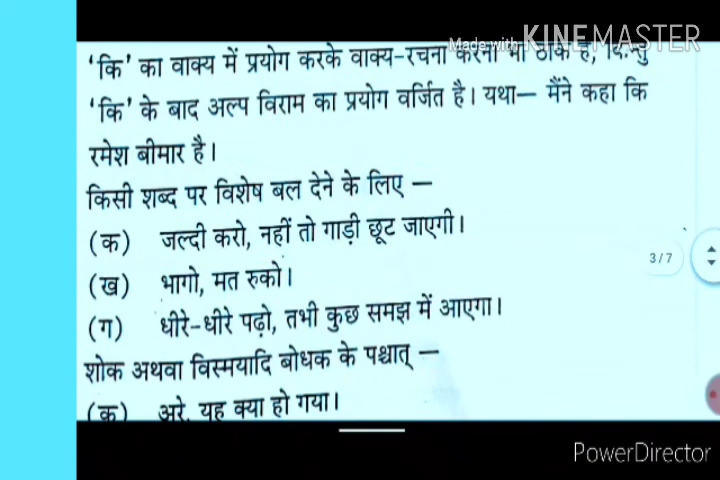 Made with KINEMASTER
'कि' का वाक्य में प्रयोग करके वाक्य-रचना करना भी ठीक है, किन्तु
'कि' के बाद अल्प विराम का प्रयोग वर्जित है। यथा— मैंने कहा कि
रमेश बीमार है।
किसी शब्द पर विशेष बल देने के लिए —
(क) जल्दी करो, नहीं तो गाड़ी छूट जाएगी।
(ख) भागो, मत रुको।
3/7
(ग) धीरे-धीरे पढ़ो, तभी कुछ समझ में आएगा।
शोक अथवा विस्मयादि बोधक के पश्चात् —
(क) अरे, यह क्या हो गया।
PowerDirector